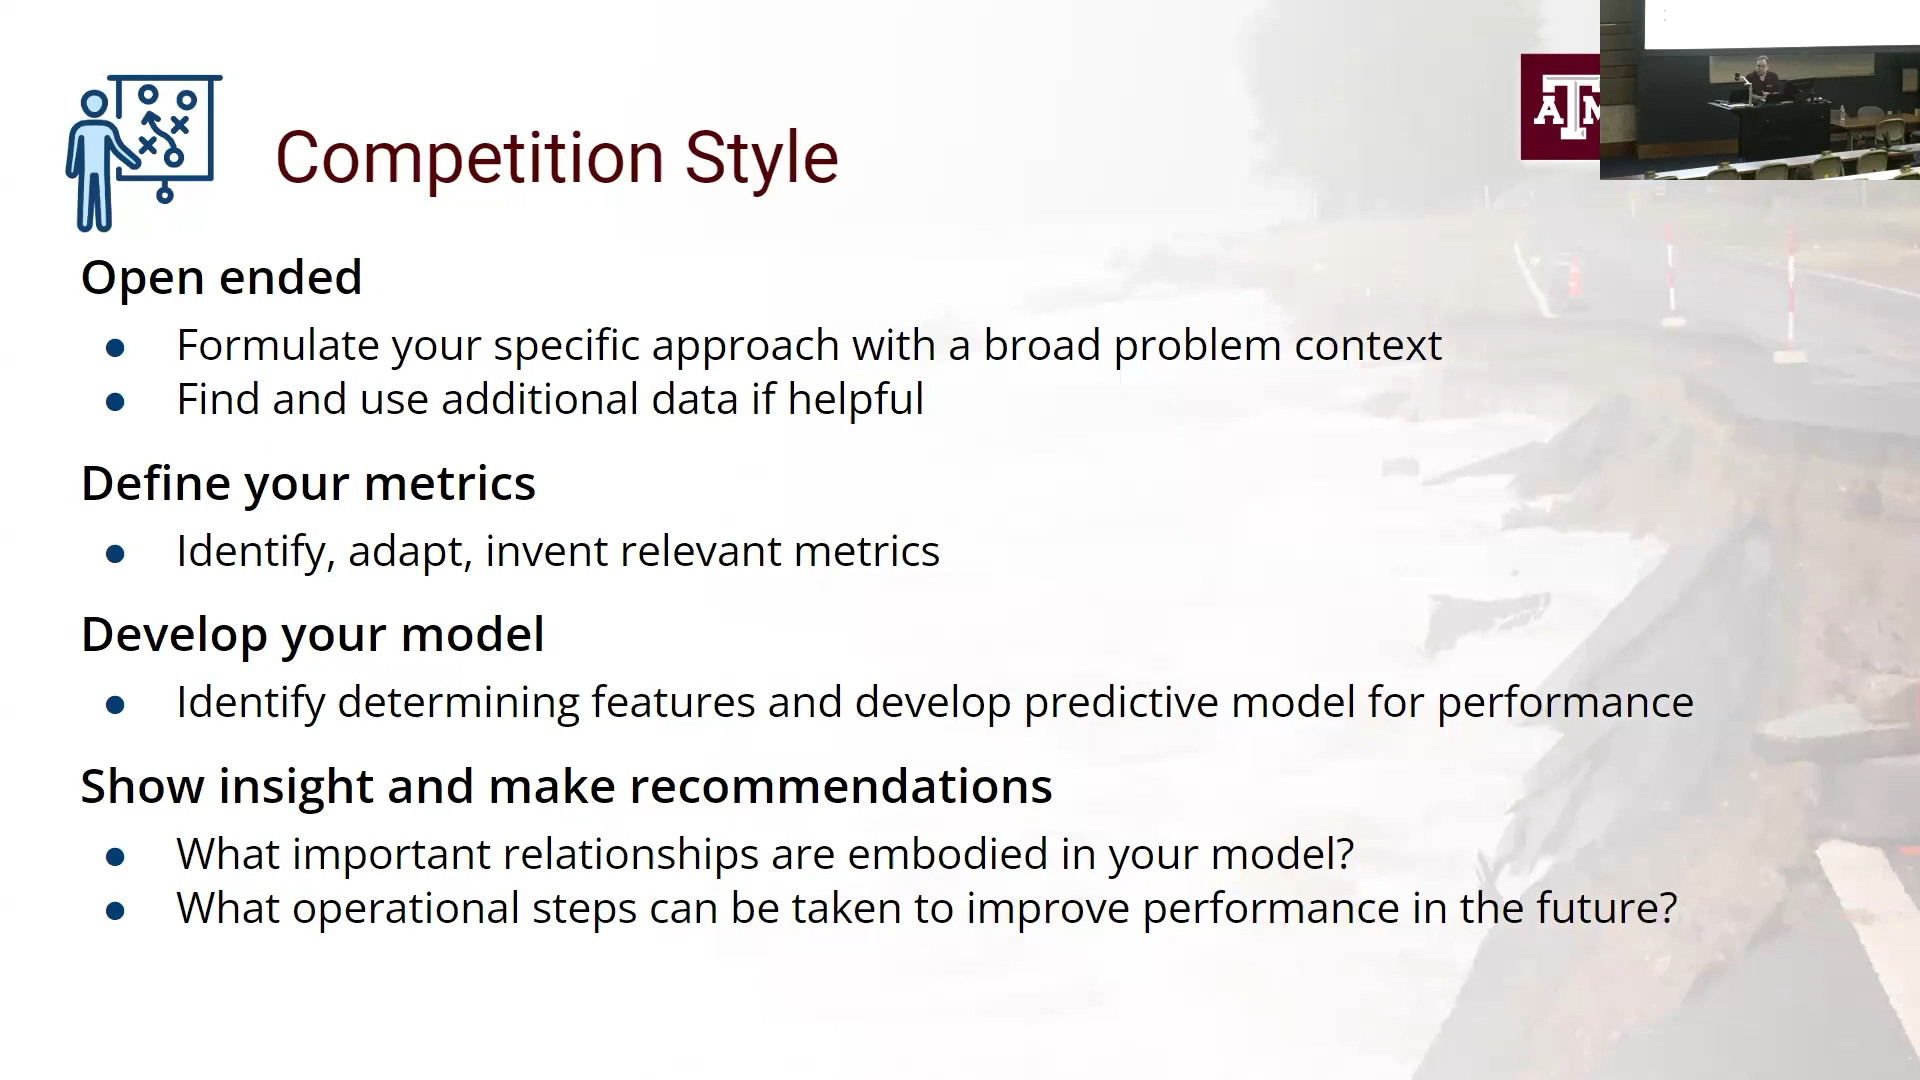 Competition Style
ATM
Open ended
● Formulate your specific approach with a broad problem context
● Find and use additional data if helpful
Define your metrics
● Identify, adapt, invent relevant metrics
Develop your model
● Identify determining features and develop predictive model for performance
Show insight and make recommendations
● What important relationships are embodied in your model?
● What operational steps can be taken to improve performance in the future?